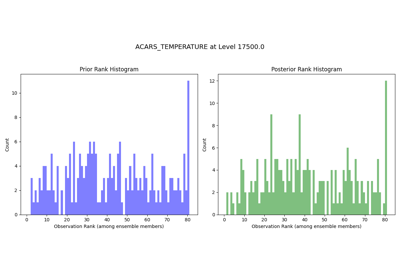 ACARS_TEMPERATURE at Level 17500.0
Prior Rank Histogram
Posterior Rank Histogram
Count
10
8
6
4
2
0
0 10 20 30 40 50 60 70 80
Observation Rank (among ensemble members)
Count
12
10
8
6
4
2
0
0 10 20 30 40 50 60 70 80
Observation Rank (among ensemble members)